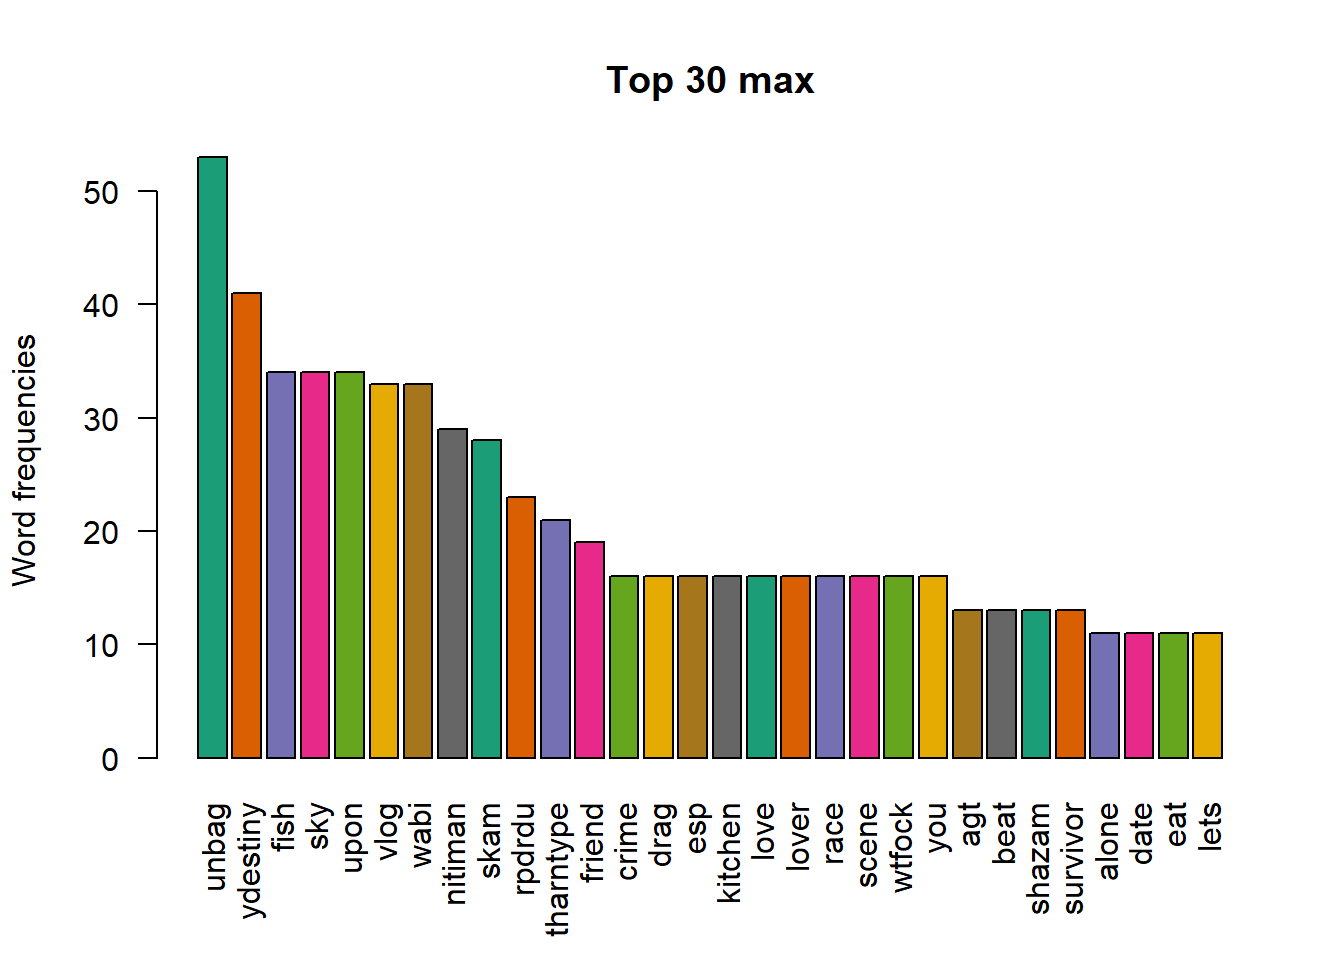 Top 30 max
Word frequencies
50
40
30
20
10
0
unbag
ydestiny
fish
sky
upon
vlog
wabi
nitiman
skam
rpdrdu
tharntype
friend
crime
drag
esp
kitchen
love
lover
race
scene
wtfock
you
agt
beat
shazam
survivor
alone
date
eat
lets